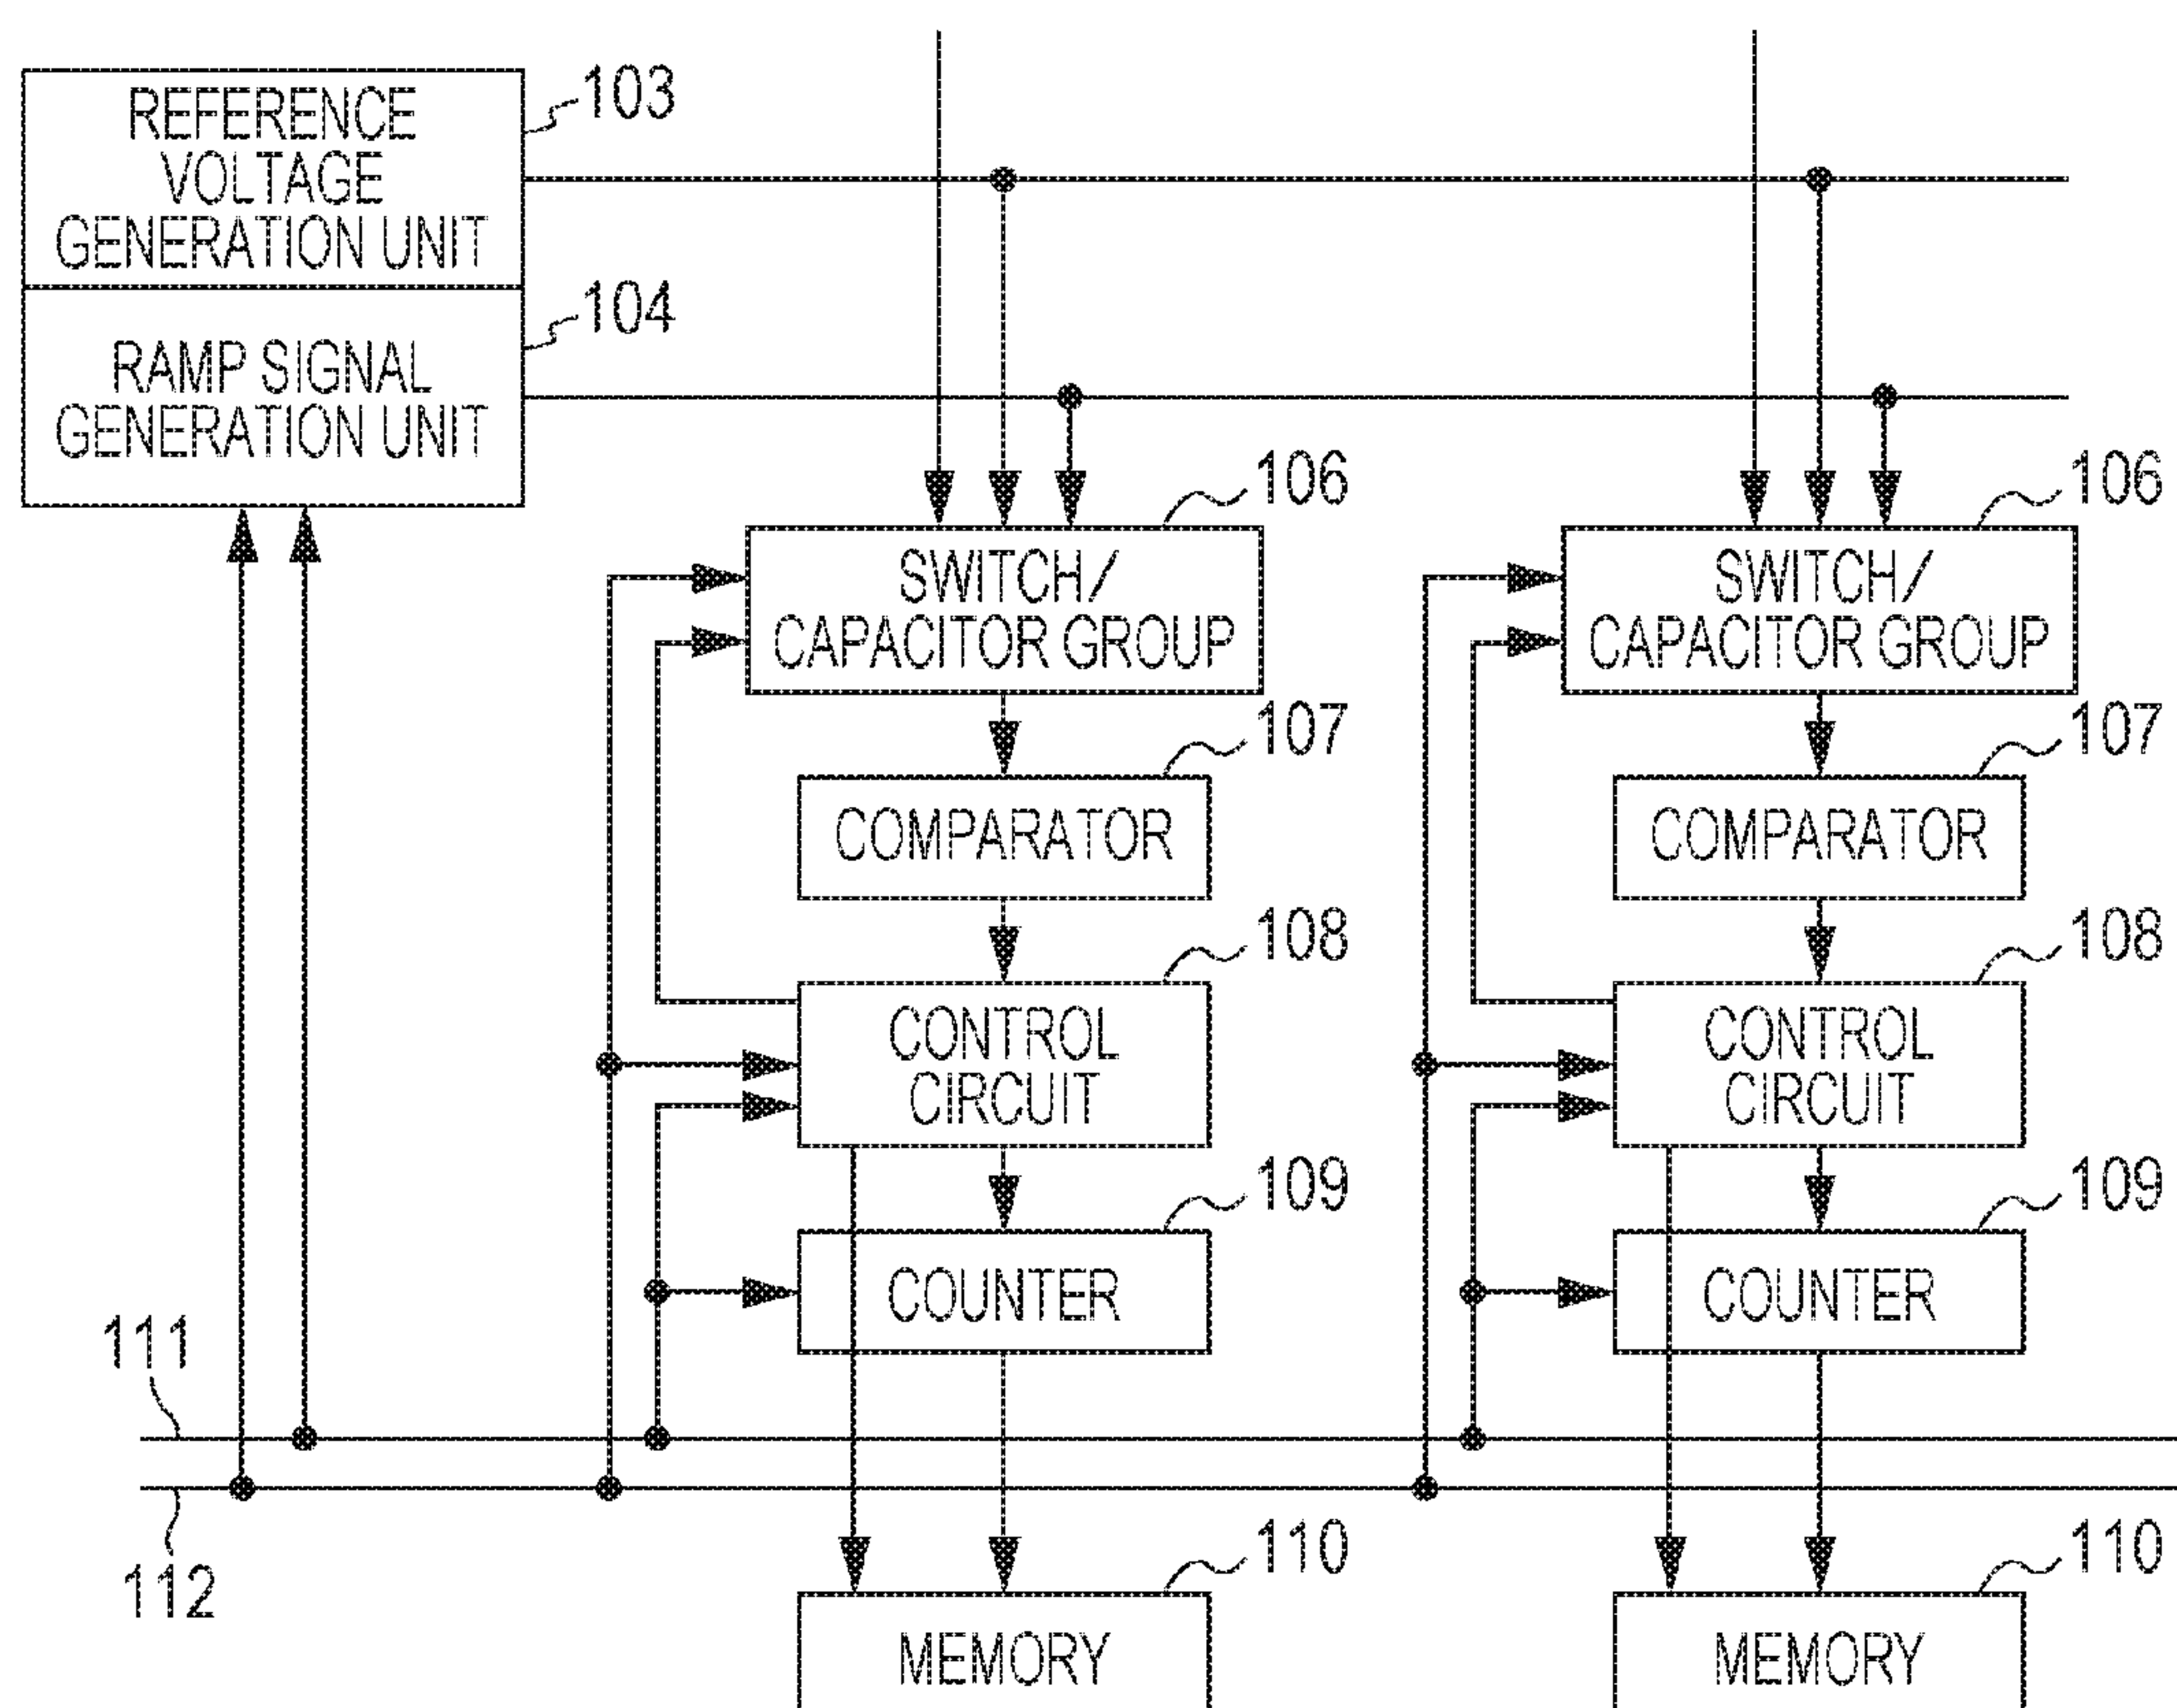 REFERENCE
VOLTAGE
GENERATION UNIT
103
RAMP SIGNAL
GENERATION UNIT
104
106
SWITCH/
CAPACITOR GROUP
107
COMPARATOR
108
CONTROL
CIRCUIT
109
COUNTER
110
MEMORY
106
SWITCH/
CAPACITOR GROUP
107
COMPARATOR
108
CONTROL
CIRCUIT
109
COUNTER
110
MEMORY
111
112